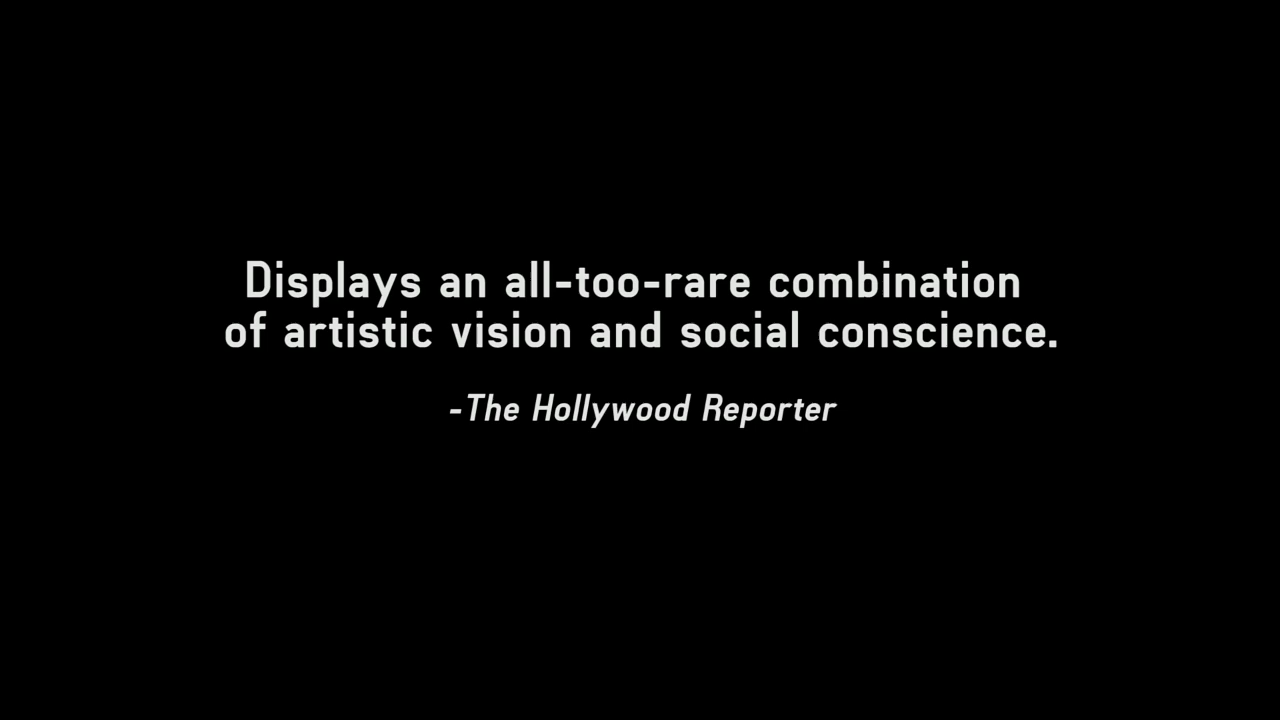 Displays an all-too-rare combination
of artistic vision and social conscience.
-The Hollywood Reporter